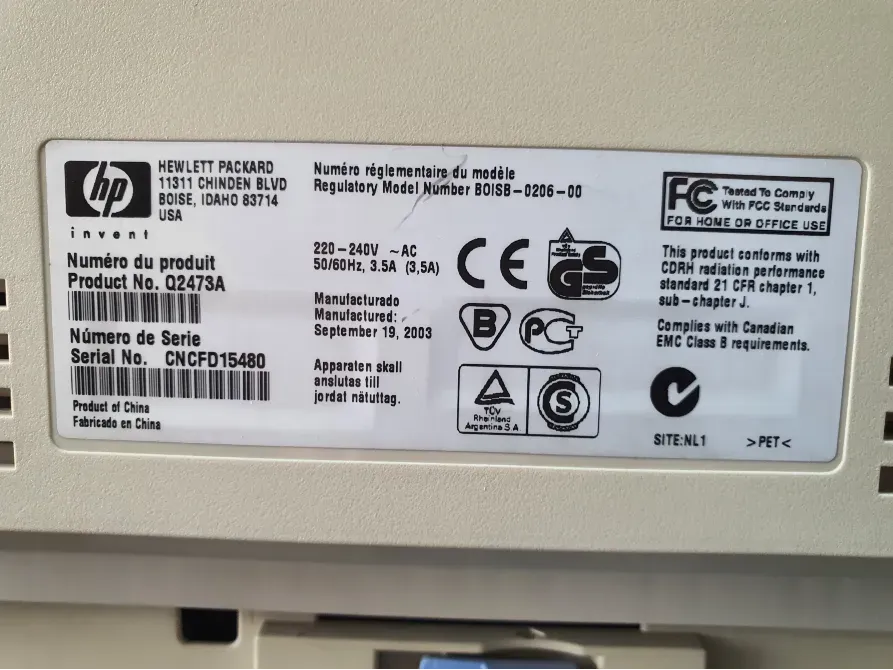 hp
HEWLETT PACKARD
11311 CHINDEN BLVD
BOISE, IDAHO 83714
USA
invent
Numéro du produit
Product No. Q2473A
Número de Serie
Serial No. CNCFD15480
Product of China
Fabricado en China
Numéro réglementaire du modèle
Regulatory Model Number BOISB-0206-00
220-240V ~AC
50/60Hz, 3.5A (3,5A)
Manufacturado
Manufactured:
September 19, 2003
Apparaten skall
anslutas till
jordat nätuttag.
CE
GS
B
PCT
TÜV
Rheinland
Argentina S.A
S
FC Tested To Comply
With FCC Standards
FOR HOME OR OFFICE USE
This product conforms with
CDRH radiation performance
standard 21 CFR chapter 1,
sub-chapter J.
Complies with Canadian
EMC Class B requirements.
SITE:NL1 >PET<